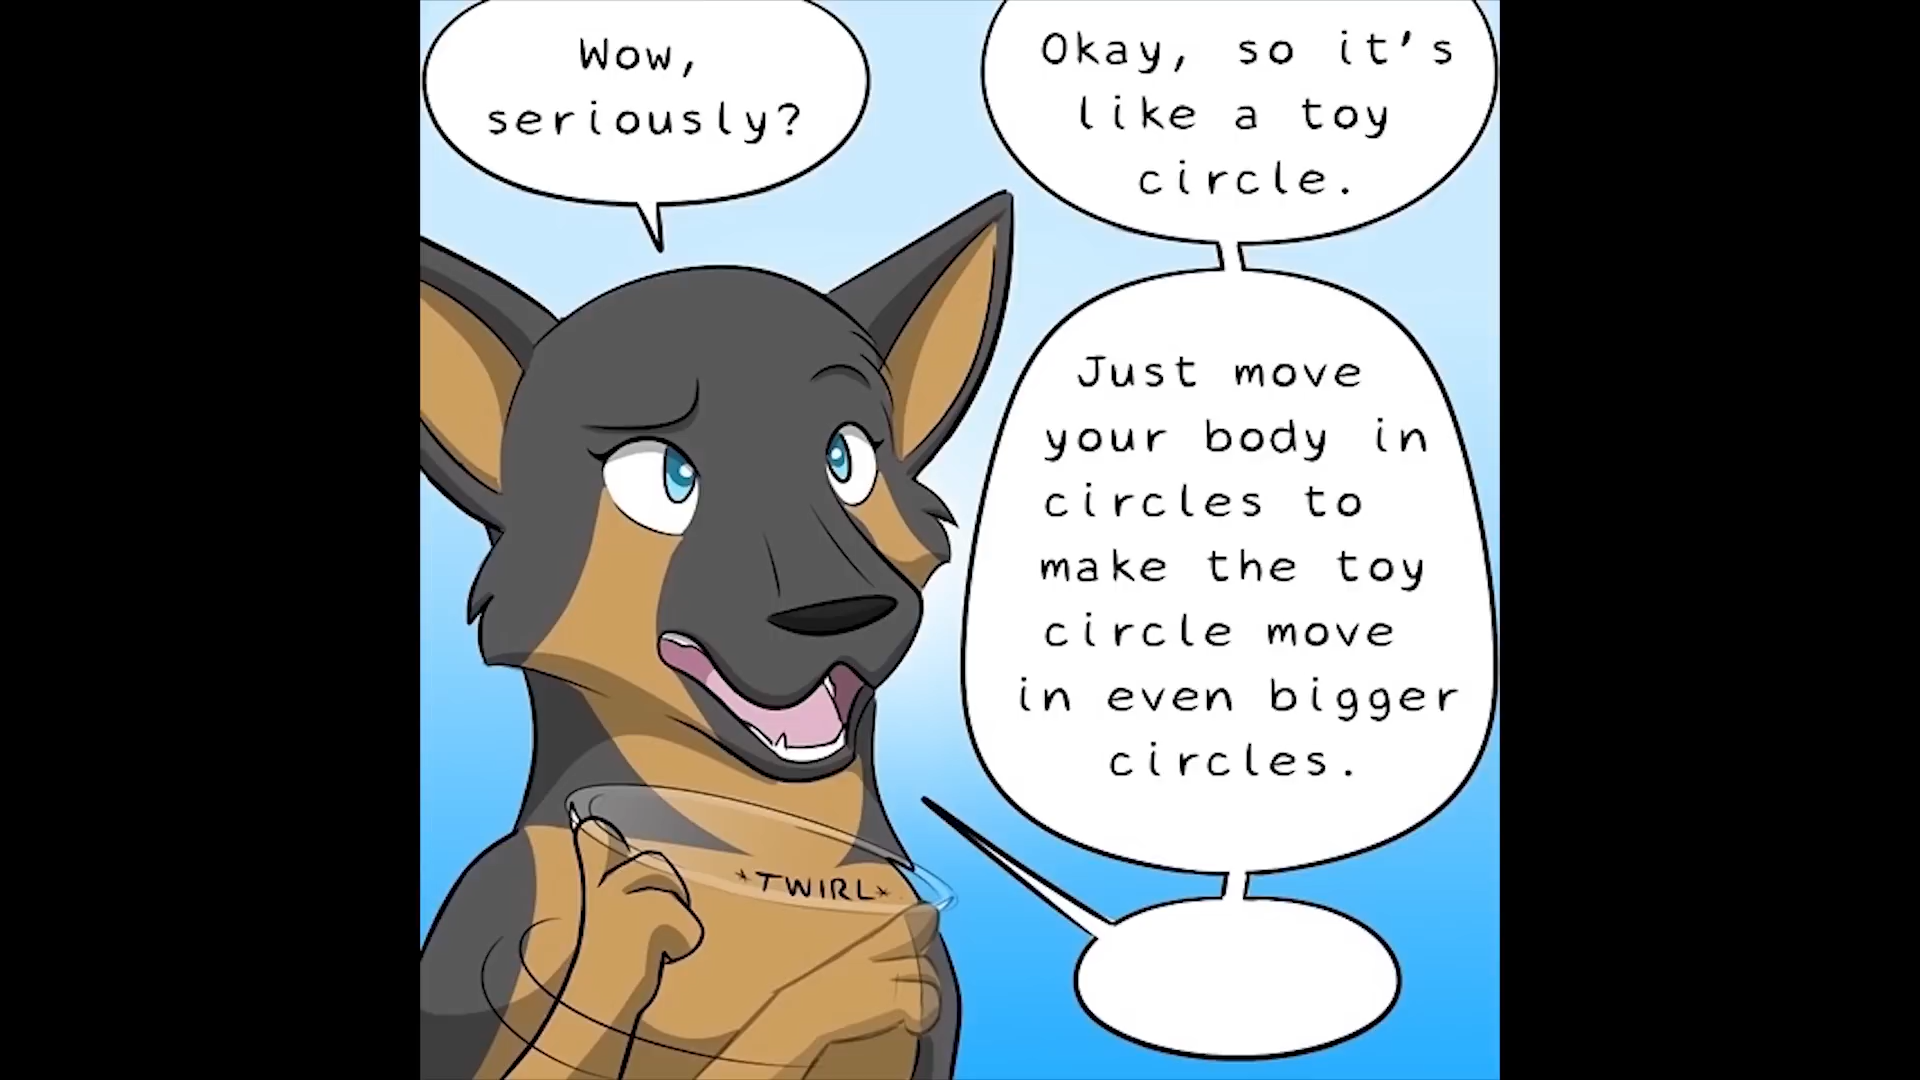 Wow,
seriously?
Okay, so it's
like a toy
circle.
Just move
your body in
circles to
make the toy
circle move
in even bigger
circles.
*TWIRL*